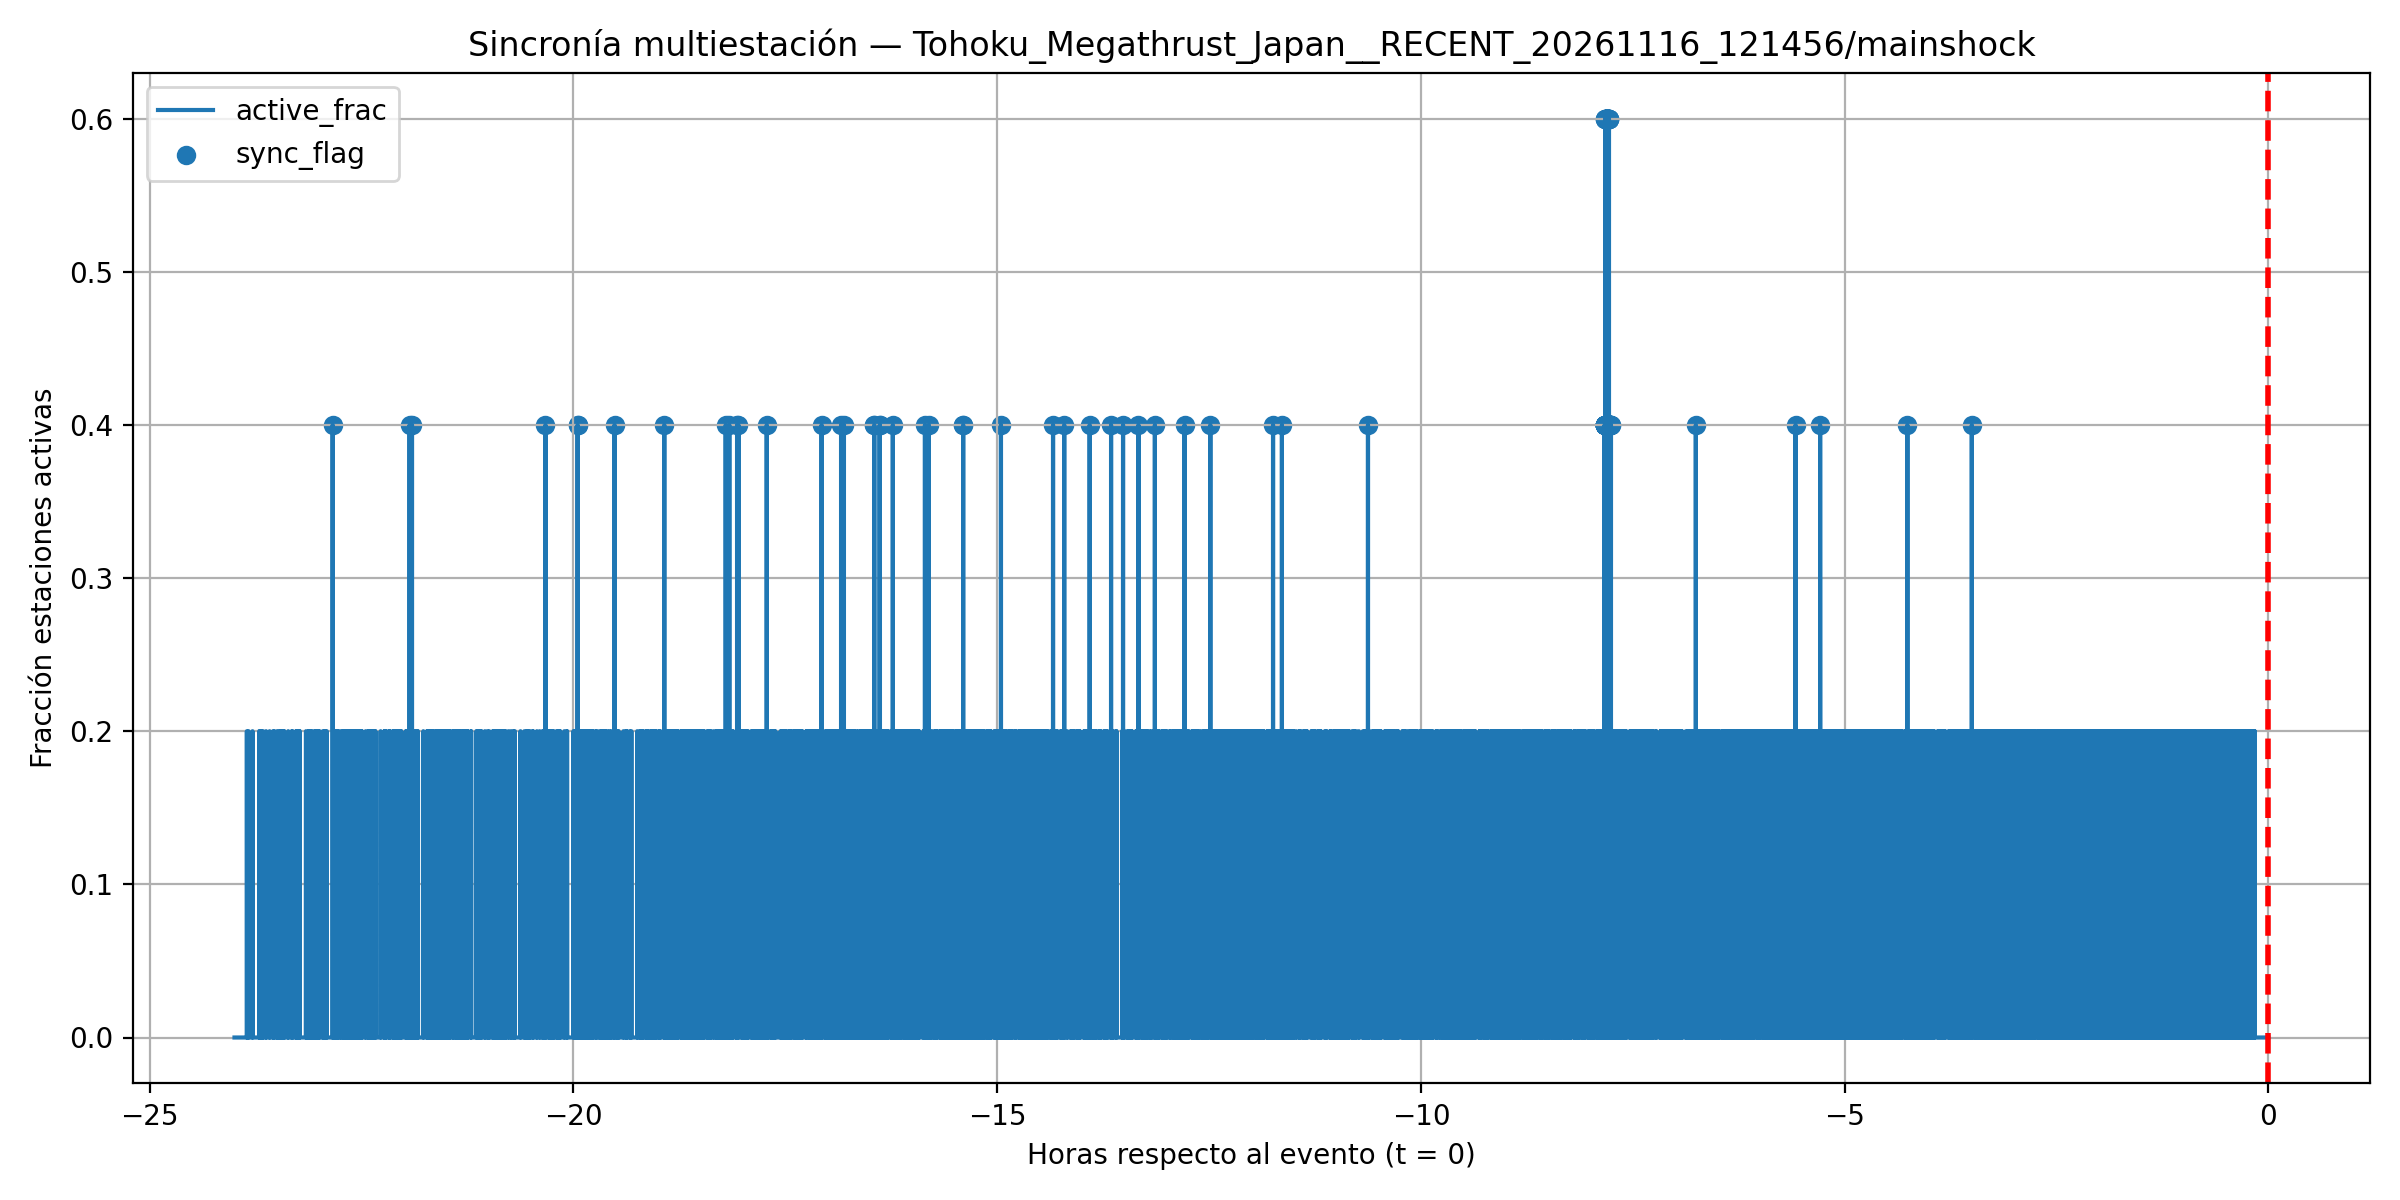 Sincronía multiestación — Tohoku_Megathrust_Japan__RECENT_20261116_121456/mainshock
active_frac
sync_flag
Fracción estaciones activas
0.6
0.5
0.4
0.3
0.2
0.1
0.0
−25
−20
−15
−10
−5
0
Horas respecto al evento (t = 0)